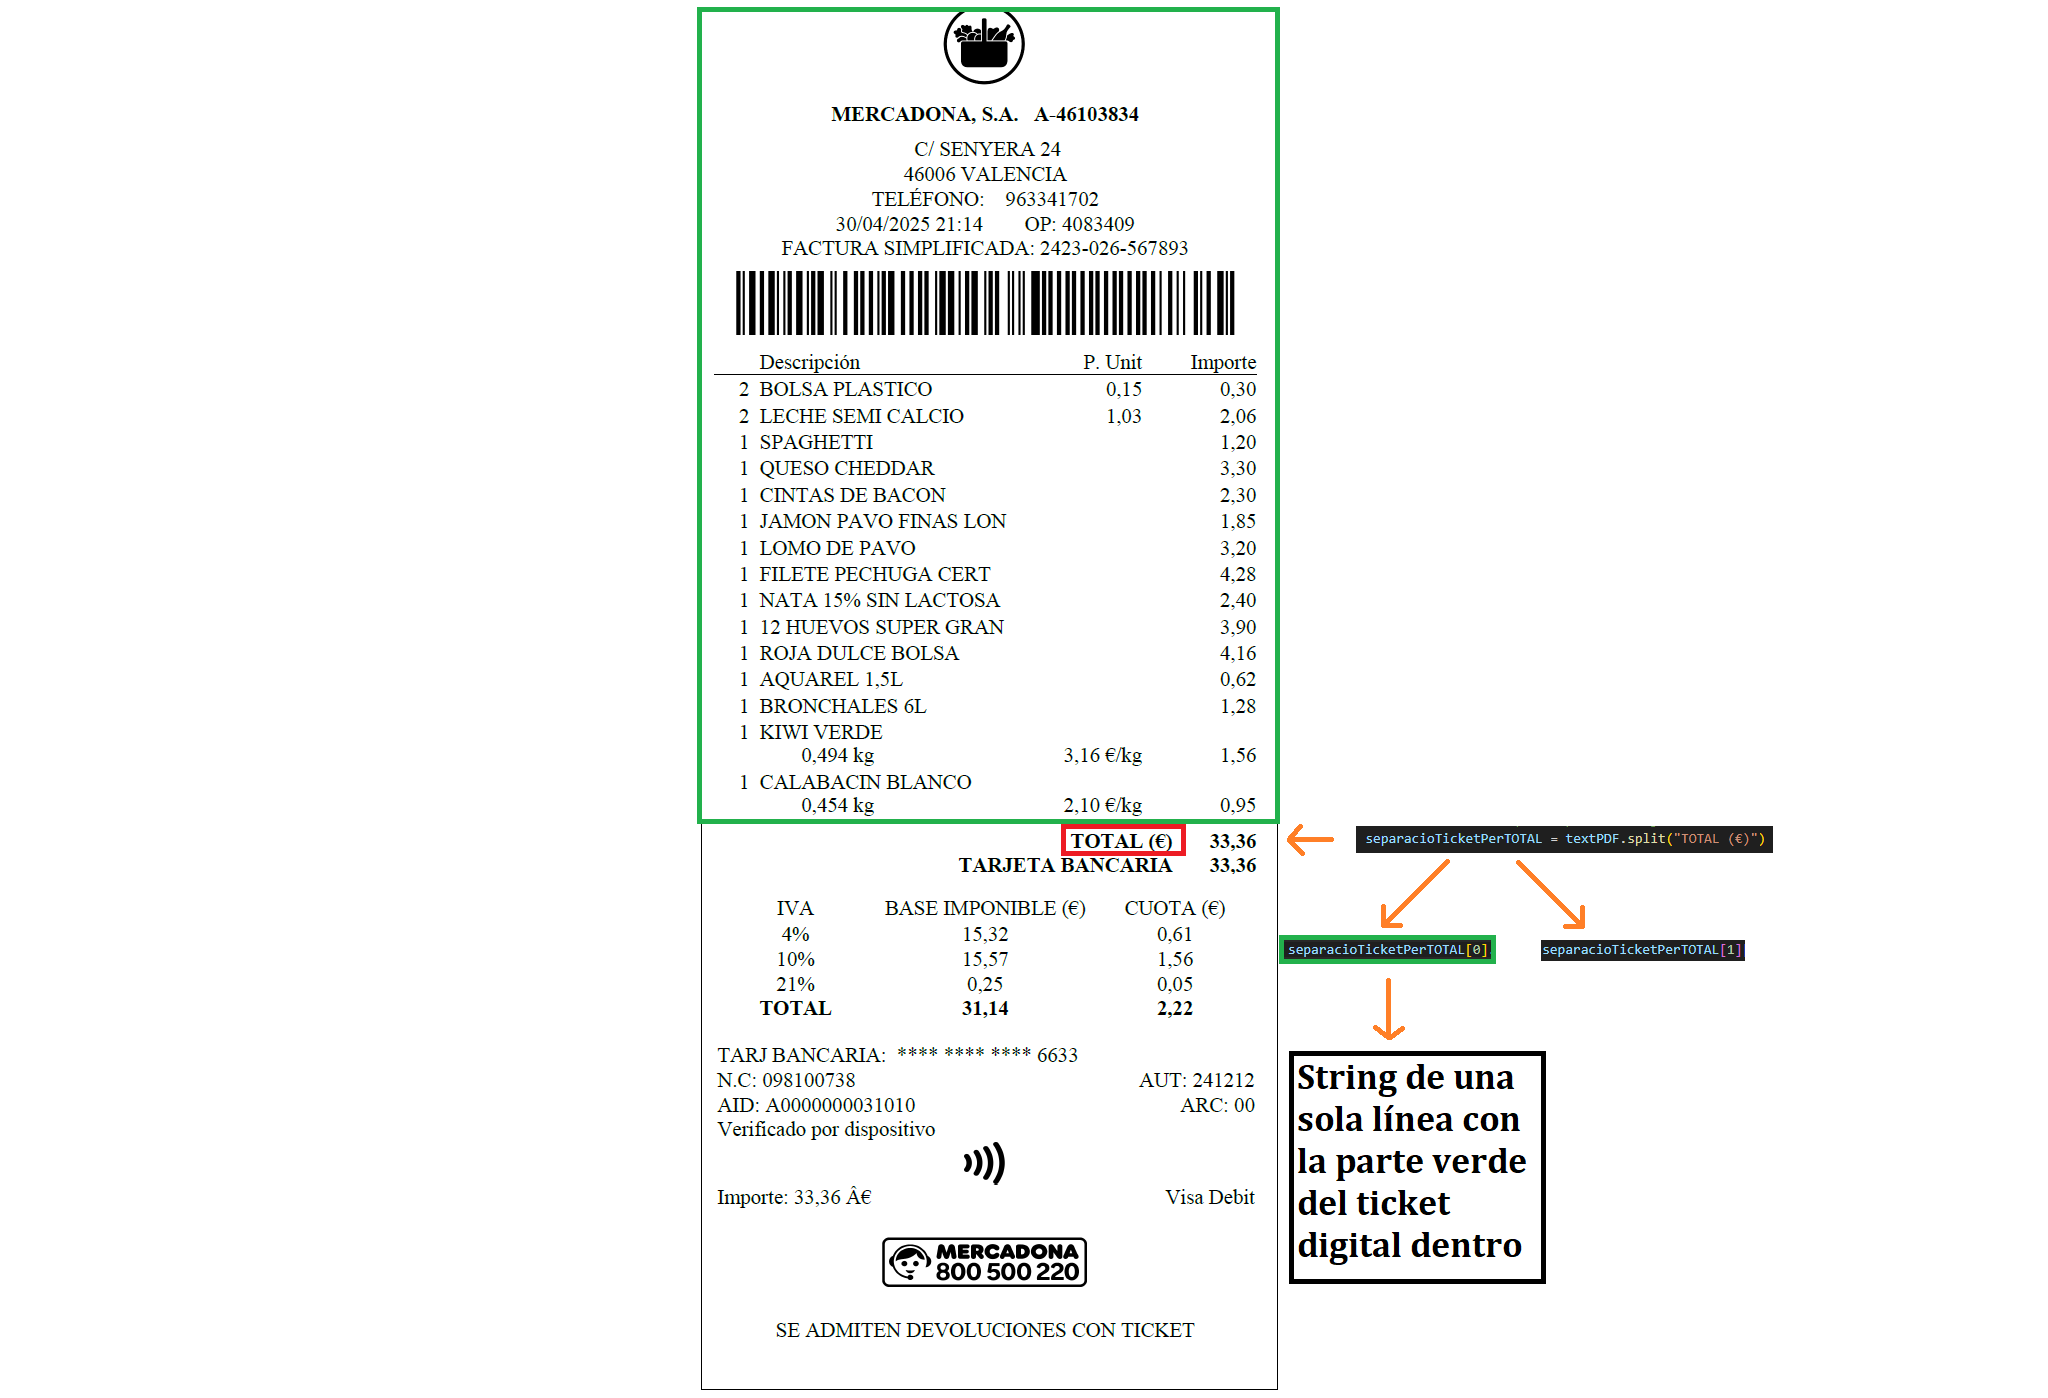 MERCADONA, S.A. A-46103834
C/ SENYERA 24
46006 VALENCIA
TELÉFONO: 963341702
30/04/2025 21:14 OP: 4083409
FACTURA SIMPLIFICADA: 2423-026-567893
Descripción P. Unit Importe
2 BOLSA PLASTICO 0,15 0,30
2 LECHE SEMI CALCIO 1,03 2,06
1 SPAGHETTI 1,20
1 QUESO CHEDDAR 3,30
1 CINTAS DE BACON 2,30
1 JAMON PAVO FINAS LON 1,85
1 LOMO DE PAVO 3,20
1 FILETE PECHUGA CERT 4,28
1 NATA 15% SIN LACTOSA 2,40
1 12 HUEVOS SUPER GRAN 3,90
1 ROJA DULCE BOLSA 4,16
1 AQUAREL 1,5L 0,62
1 BRONCHALES 6L 1,28
1 KIWI VERDE
0,494 kg 3,16 €/kg 1,56
1 CALABACIN BLANCO
0,454 kg 2,10 €/kg 0,95
TOTAL (€) 33,36
TARJETA BANCARIA 33,36
IVA BASE IMPONIBLE (€) CUOTA (€)
4% 15,32 0,61
10% 15,57 1,56
21% 0,25 0,05
TOTAL 31,14 2,22
TARJ BANCARIA: **** **** **** 6633
N.C: 098100738 AUT: 241212
AID: A0000000031010 ARC: 00
Verificado por dispositivo
Importe: 33,36 Â€ Visa Debit
MERCADONA
800 500 220
SE ADMITEN DEVOLUCIONES CON TICKET
separacioTicketPerTOTAL = textPDF.split("TOTAL (€)")
separacioTicketPerTOTAL[0]
separacioTicketPerTOTAL[1]
String de una
sola línea con
la parte verde
del ticket
digital dentro